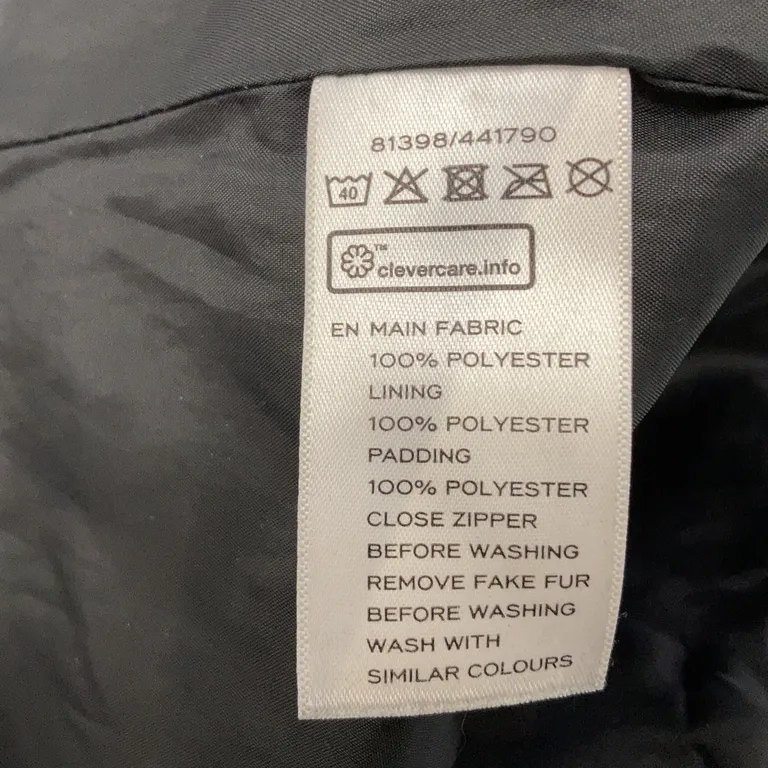 81398/441790
40
™
clevercare.info
EN MAIN FABRIC
100% POLYESTER
LINING
100% POLYESTER
PADDING
100% POLYESTER
CLOSE ZIPPER
BEFORE WASHING
REMOVE FAKE FUR
BEFORE WASHING
WASH WITH
SIMILAR COLOURS